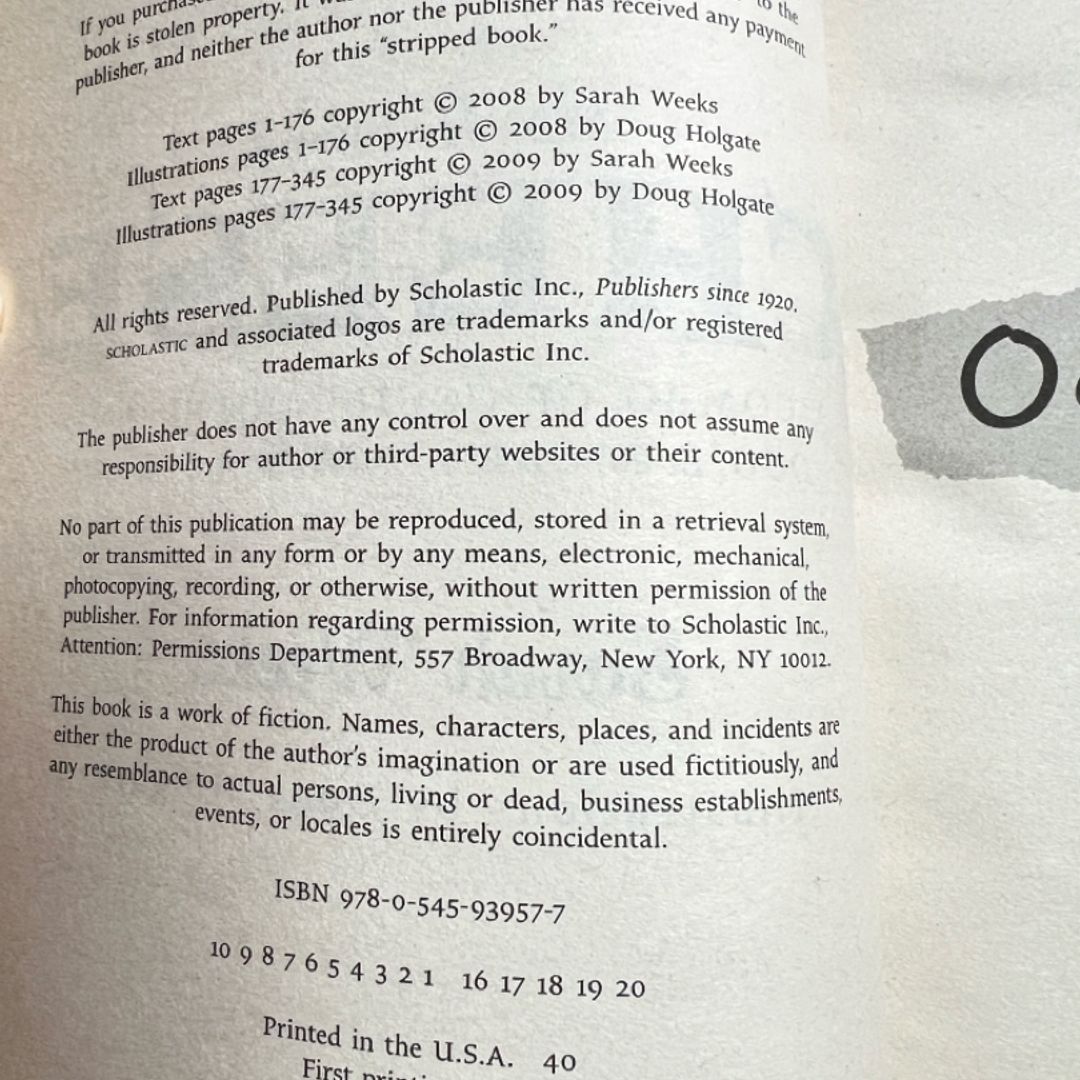 If you
book is stolen property. It
to the
publisher, and neither the author nor the publisher has received any payment
for this “stripped book.”
Text pages 1–176 copyright © 2008 by Sarah Weeks
Illustrations pages 1–176 copyright © 2008 by Doug Holgate
Text pages 177–345 copyright © 2009 by Sarah Weeks
Illustrations pages 177–345 copyright © 2009 by Doug Holgate
All rights reserved. Published by Scholastic Inc., Publishers since 1920.
SCHOLASTIC and associated logos are trademarks and/or registered
trademarks of Scholastic Inc.
The publisher does not have any control over and does not assume any
responsibility for author or third-party websites or their content.
No part of this publication may be reproduced, stored in a retrieval system,
or transmitted in any form or by any means, electronic, mechanical,
photocopying, recording, or otherwise, without written permission of the
publisher. For information regarding permission, write to Scholastic Inc.,
Attention: Permissions Department, 557 Broadway, New York, NY 10012.
This book is a work of fiction. Names, characters, places, and incidents are
either the product of the author’s imagination or are used fictitiously, and
any resemblance to actual persons, living or dead, business establishments,
events, or locales is entirely coincidental.
ISBN 978-0-545-93957-7
10 9 8 7 6 5 4 3 2 1 16 17 18 19 20
Printed in the U.S.A. 40
First
O